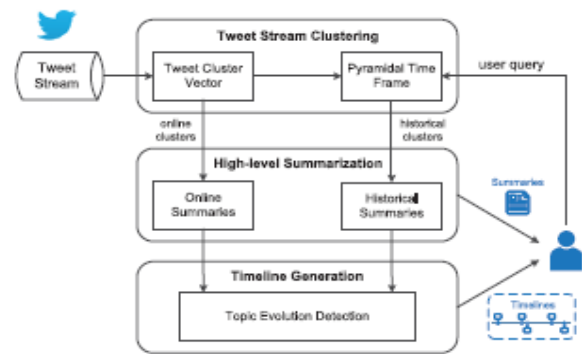 Tweet Stream Clustering
Tweet
Stream
Tweet Cluster
Vector
Pyramidal Time
Frame
user query
online
clusters
historical
clusters
High-level Summarization
Online
Summaries
Historical
Summaries
Summaries
Timeline Generation
Topic Evolution Detection
Timelines